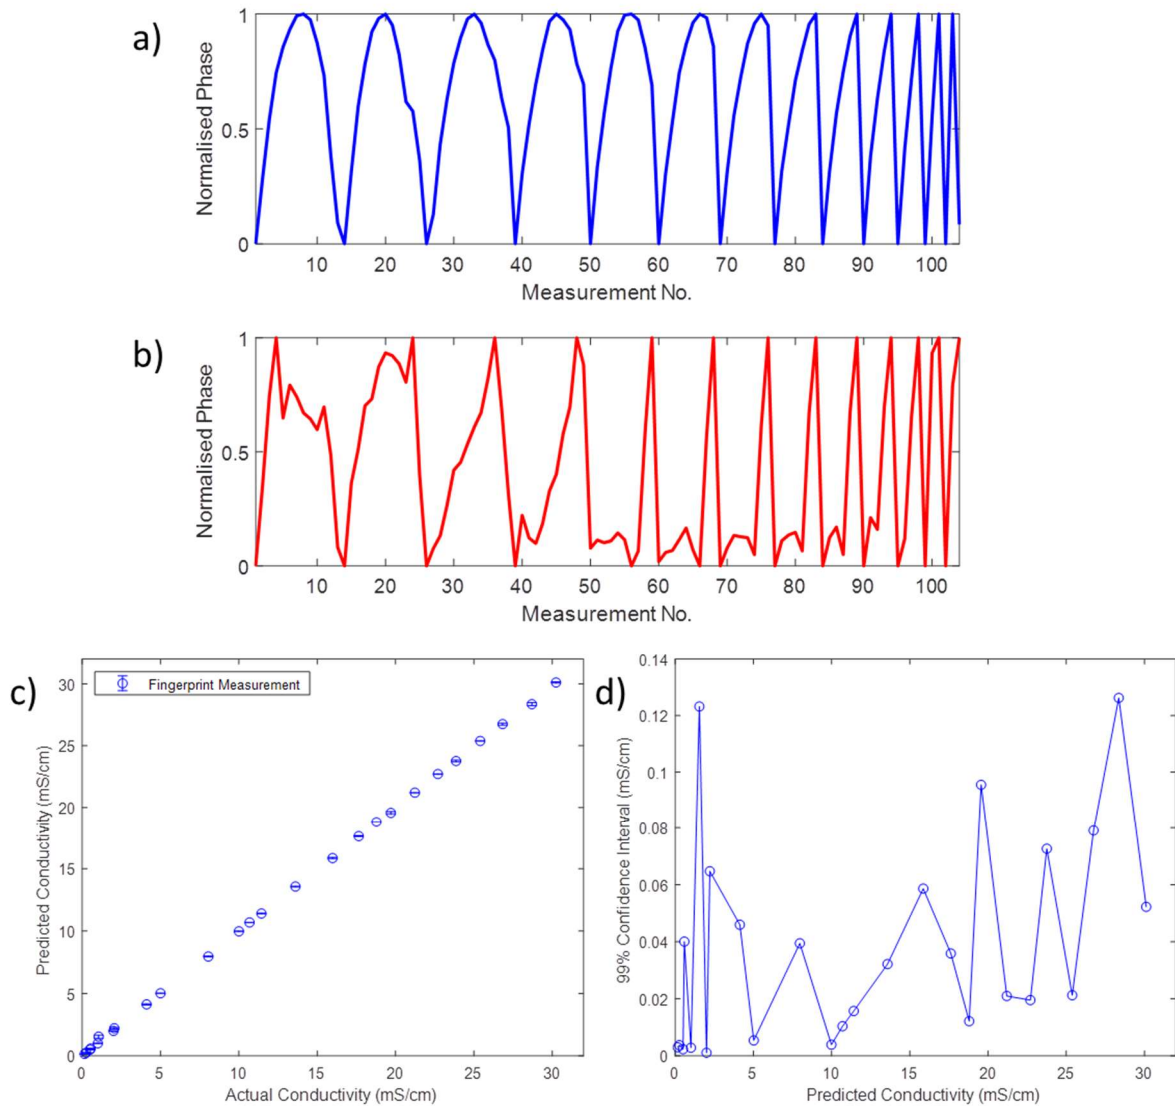 a)
Normalised Phase
1
0.5
0
10 20 30 40 50 60 70 80 90 100
Measurement No.
b)
Normalised Phase
1
0.5
0
10 20 30 40 50 60 70 80 90 100
Measurement No.
c)
Predicted Conductivity (mS/cm)
30
25
20
15
10
5
0
Fingerprint Measurement
0 5 10 15 20 25 30
Actual Conductivity (mS/cm)
d)
99% Confidence Interval (mS/cm)
0.14
0.12
0.1
0.08
0.06
0.04
0.02
0
0 5 10 15 20 25 30
Predicted Conductivity (mS/cm)